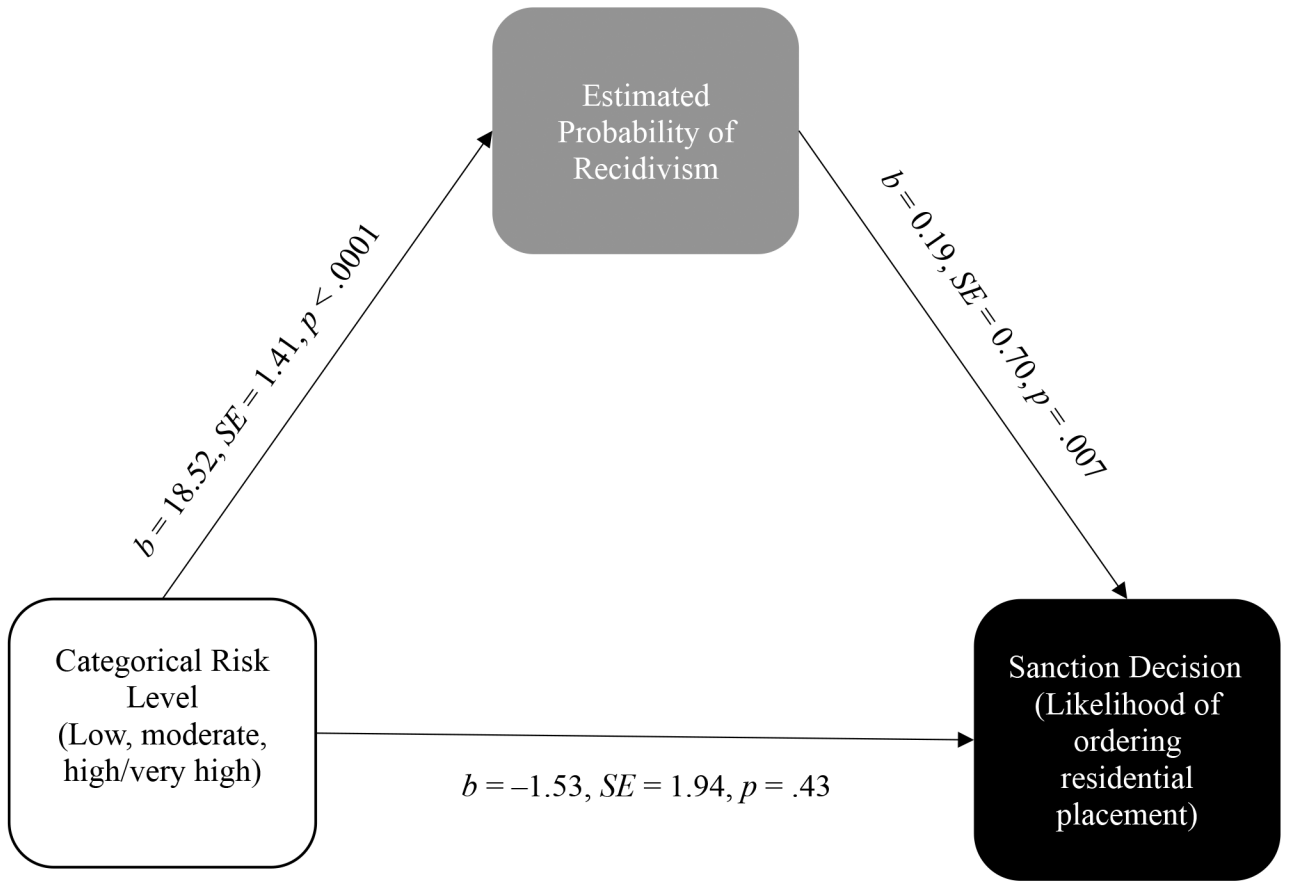 Estimated
Probability of
Recidivism
b = 18.52, SE = 1.41, p < .0001
b = 0.19, SE = 0.70, p = .007
Categorical Risk
Level
(Low, moderate,
high/very high)
b = –1.53, SE = 1.94, p = .43
Sanction Decision
(Likelihood of
ordering
residential
placement)